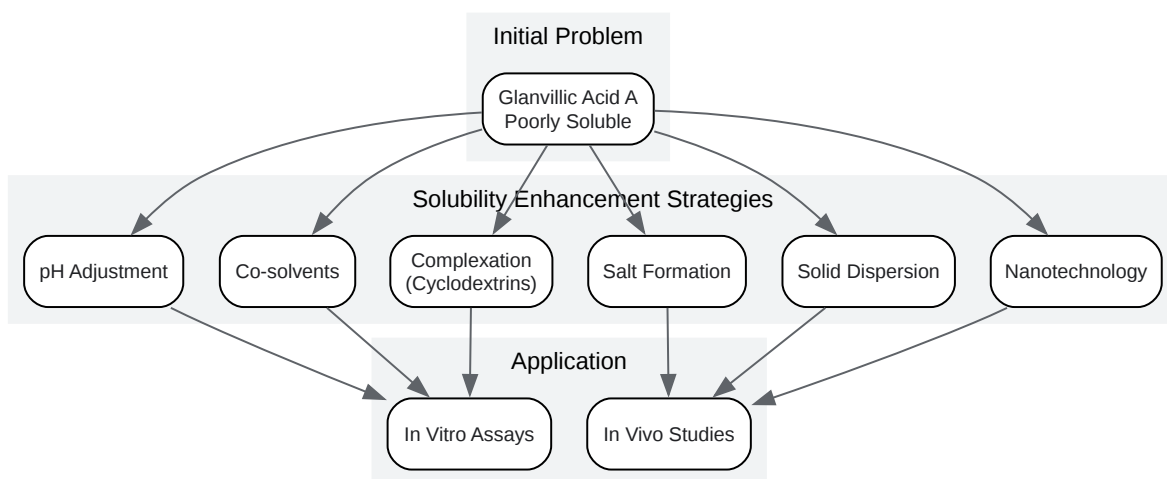 Initial Problem
Glanvillic Acid A
Poorly Soluble
Solubility Enhancement Strategies
pH Adjustment
Co-solvents
Complexation
(Cyclodextrins)
Salt Formation
Solid Dispersion
Nanotechnology
Application
In Vitro Assays
In Vivo Studies